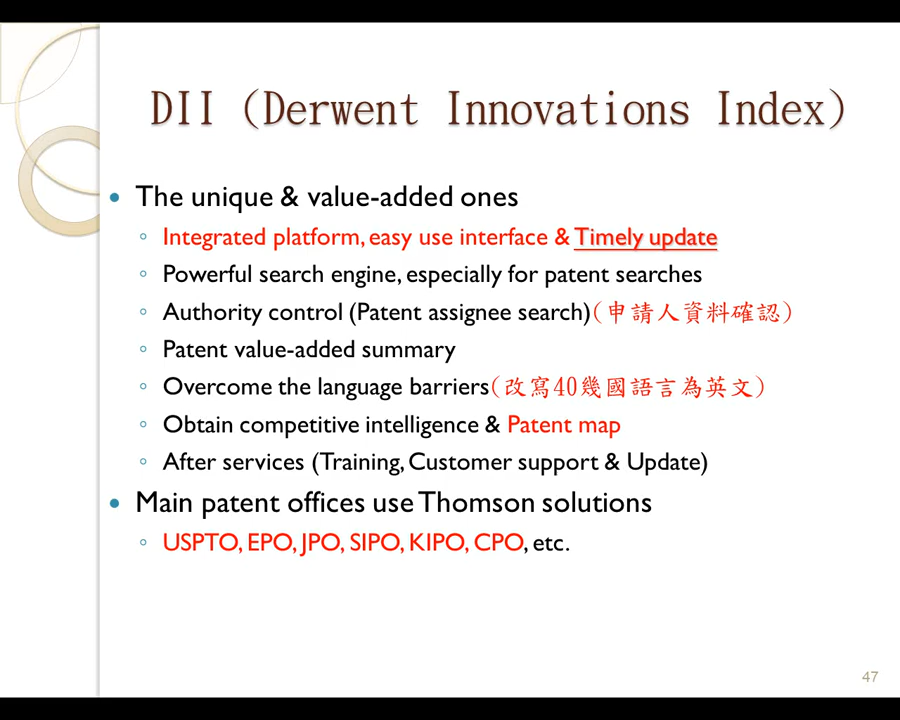 DII (Derwent Innovations Index)
The unique & value-added ones
Integrated platform, easy use interface & Timely update
Powerful search engine, especially for patent searches
Authority control (Patent assignee search)(申請人資料確認)
Patent value-added summary
Overcome the language barriers(改寫40幾國語言為英文)
Obtain competitive intelligence & Patent map
After services (Training, Customer support & Update)
Main patent offices use Thomson solutions
USPTO, EPO, JPO, SIPO, KIPO, CPO, etc.
47